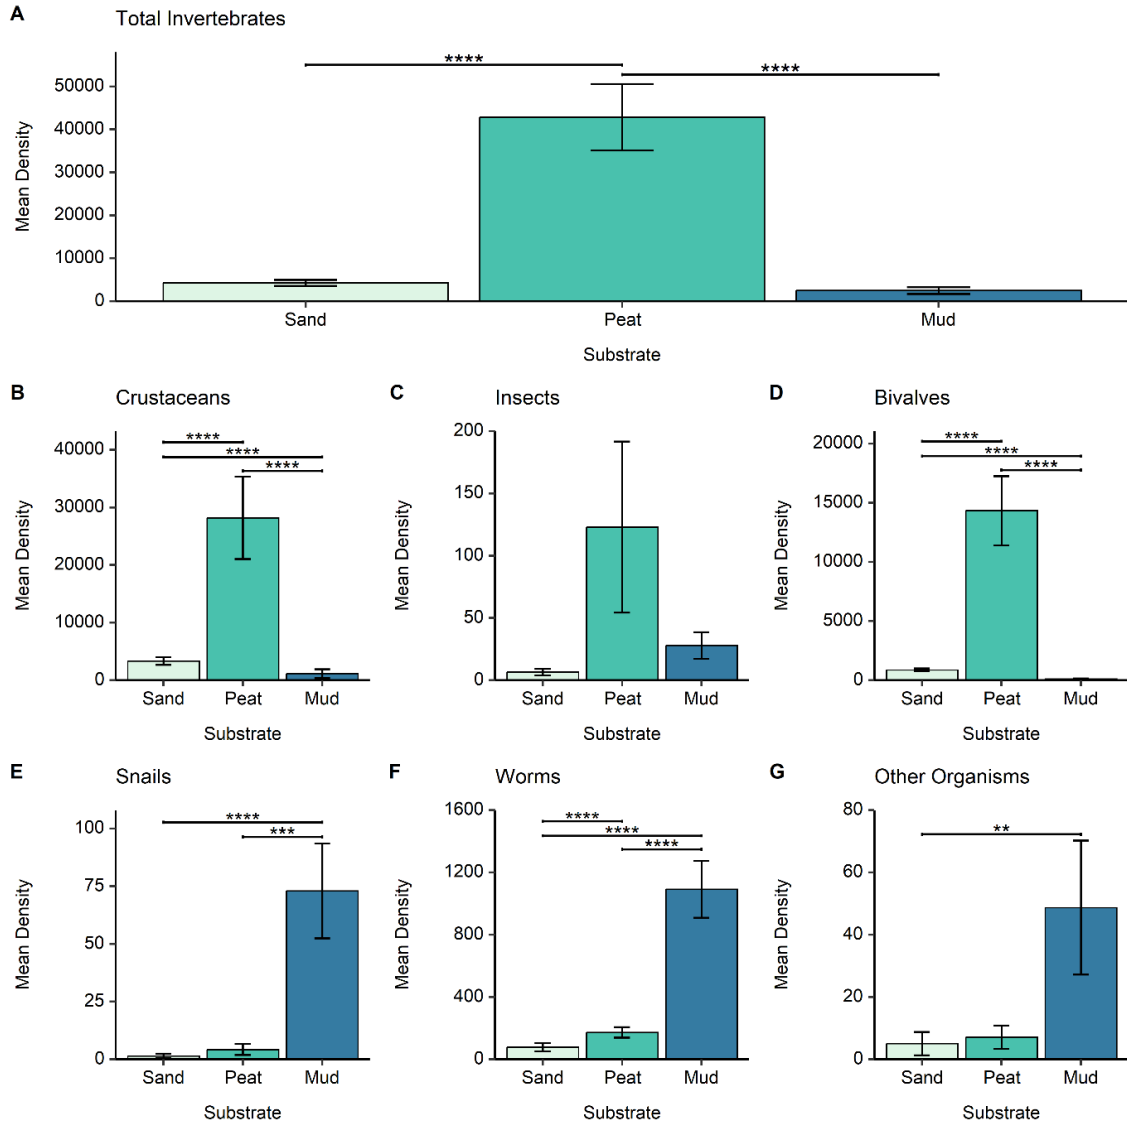 A
Total Invertebrates
Mean Density
50000
40000
30000
20000
10000
0
****
****
Sand Peat Mud
Substrate
B
Crustaceans
Mean Density
40000
30000
20000
10000
0
****
****
****
Sand Peat Mud
Substrate
C
Insects
Mean Density
200
150
100
50
0
Sand Peat Mud
Substrate
D
Bivalves
Mean Density
20000
15000
10000
5000
0
****
****
****
Sand Peat Mud
Substrate
E
Snails
Mean Density
100
75
50
25
0
****
***
Sand Peat Mud
Substrate
F
Worms
Mean Density
1600
1200
800
400
0
****
****
****
Sand Peat Mud
Substrate
G
Other Organisms
Mean Density
80
60
40
20
0
**
Sand Peat Mud
Substrate